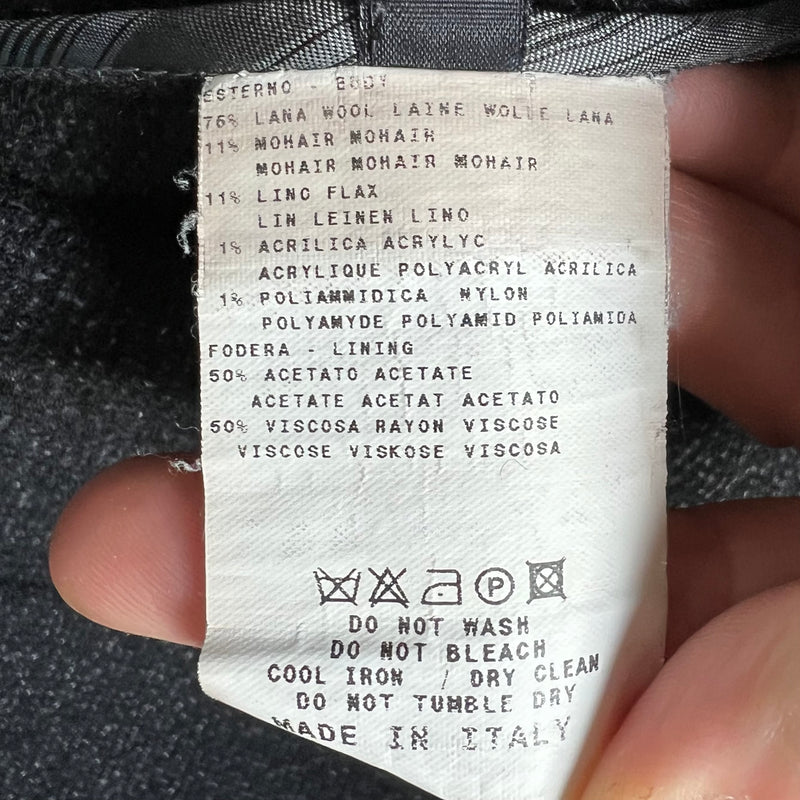 ESTERNO - BODY
76% LANA WOOL LAINE WOLLE LANA
11% MOHAIR MOHAIR
MOHAIR MOHAIR MOHAIR
11% LINO FLAX
LIN LEINEN LINO
1% ACRILICA ACRYLYC
ACRYLIQUE POLYACRYL ACRILICA
1% POLIAMMIDICA NYLON
POLYAMYDE POLYAMID POLIAMIDA
FODERA - LINING
50% ACETATO ACETATE
ACETATE ACETAT ACETATO
50% VISCOSA RAYON VISCOSE
VISCOSE VISKOSE VISCOSA
P
DO NOT WASH
DO NOT BLEACH
COOL IRON / DRY CLEAN
DO NOT TUMBLE DRY
MADE IN ITALY